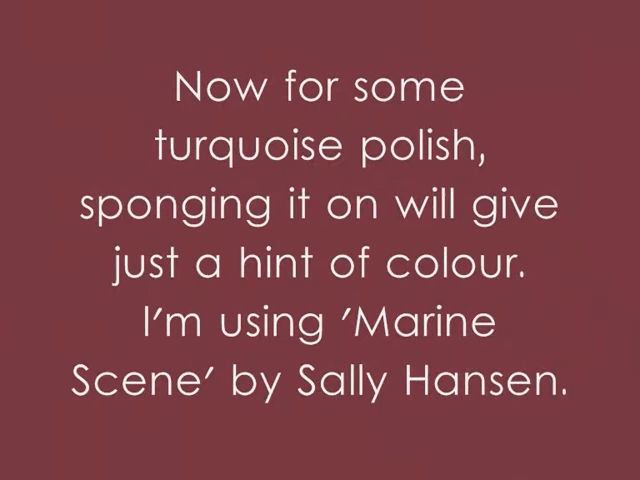 Now for some
turquoise polish,
sponging it on will give
just a hint of colour.
I'm using 'Marine
Scene' by Sally Hansen.